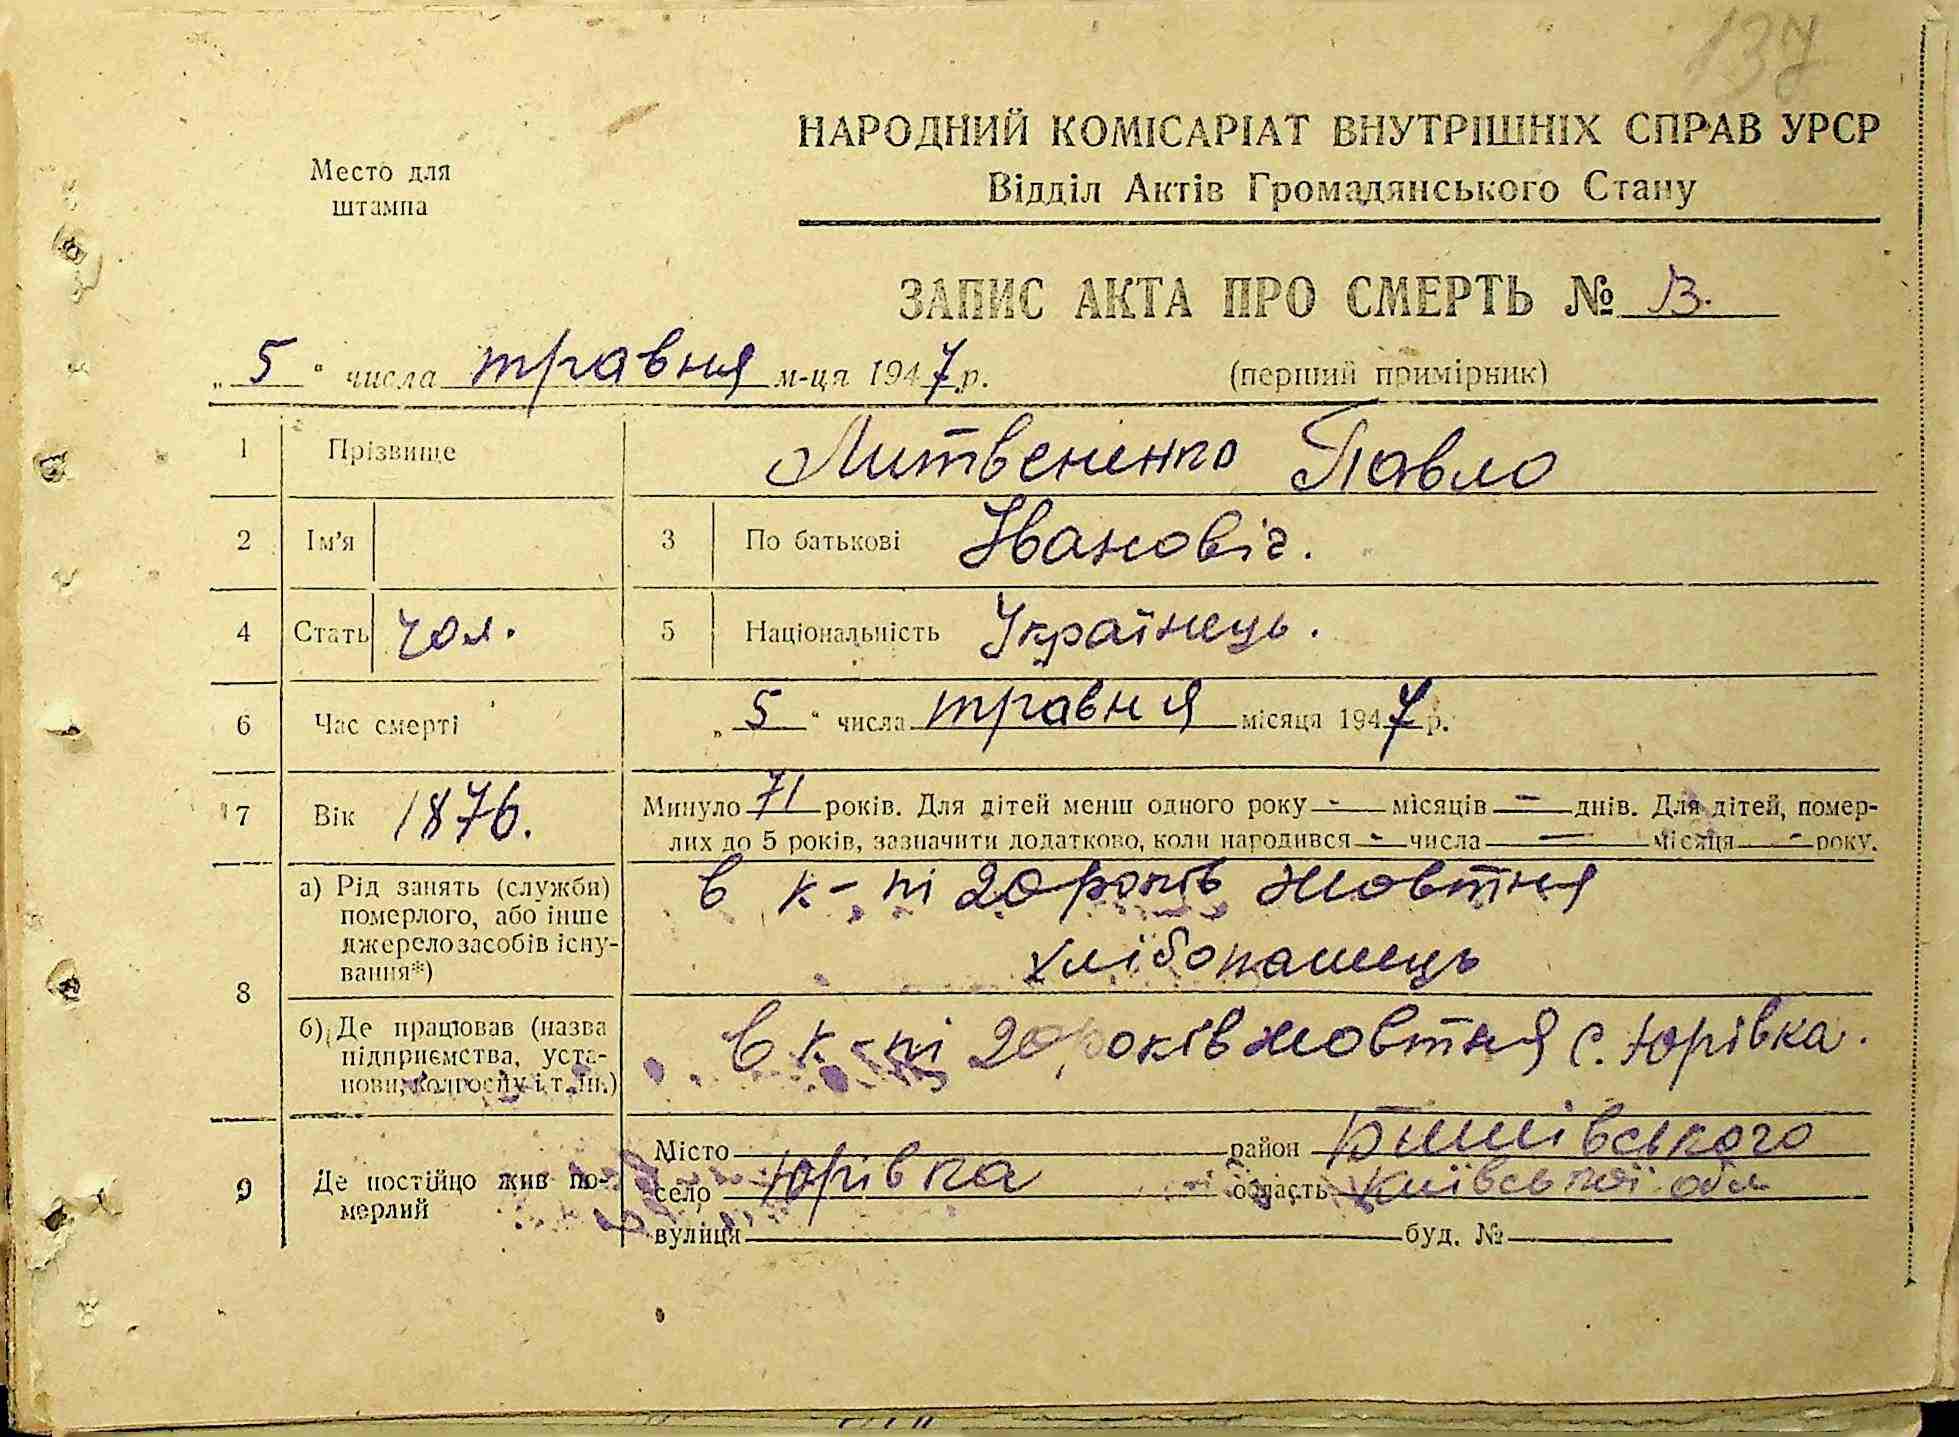 137
НАРОДНИЙ КОМІСАРІАТ ВНУТРІШНІХ СПРАВ УРСР
Место для
штампа
Відділ Актів Громадянського Стану
ЗАПИС АКТА ПРО СМЕРТЬ № 13.
„5“ числа травня м-ця 1947 р. (перший примірник)
1 Прізвище Литвененко Павло
2 Ім'я 3 По батькові Івановіч.
4 Стать чол. 5 Національність Українець.
6 Час смерті „5“ числа травня місяця 1947 р.
7 Вік 1876. Минуло 71 років. Для дітей менш одного року - місяців - днів. Для дітей, помер-
лих до 5 років, зазначити додатково, коли народився - числа - місяця - року.
8 а) Рід занять (служби)
померлого, або інше
джерело засобів існу-
вання*)
в к-пі 20 років жовтня
хлібопашець
б) Де працював (назва
підприємства, уста-
нови, колгоспу і т. ін.)
в к-пі 20 років жовтня с. Юрівка.
9 Де постійно жив по-
мерлий
Місто район Бишівського
село Юрівка область Київської обл
вулиця буд. №